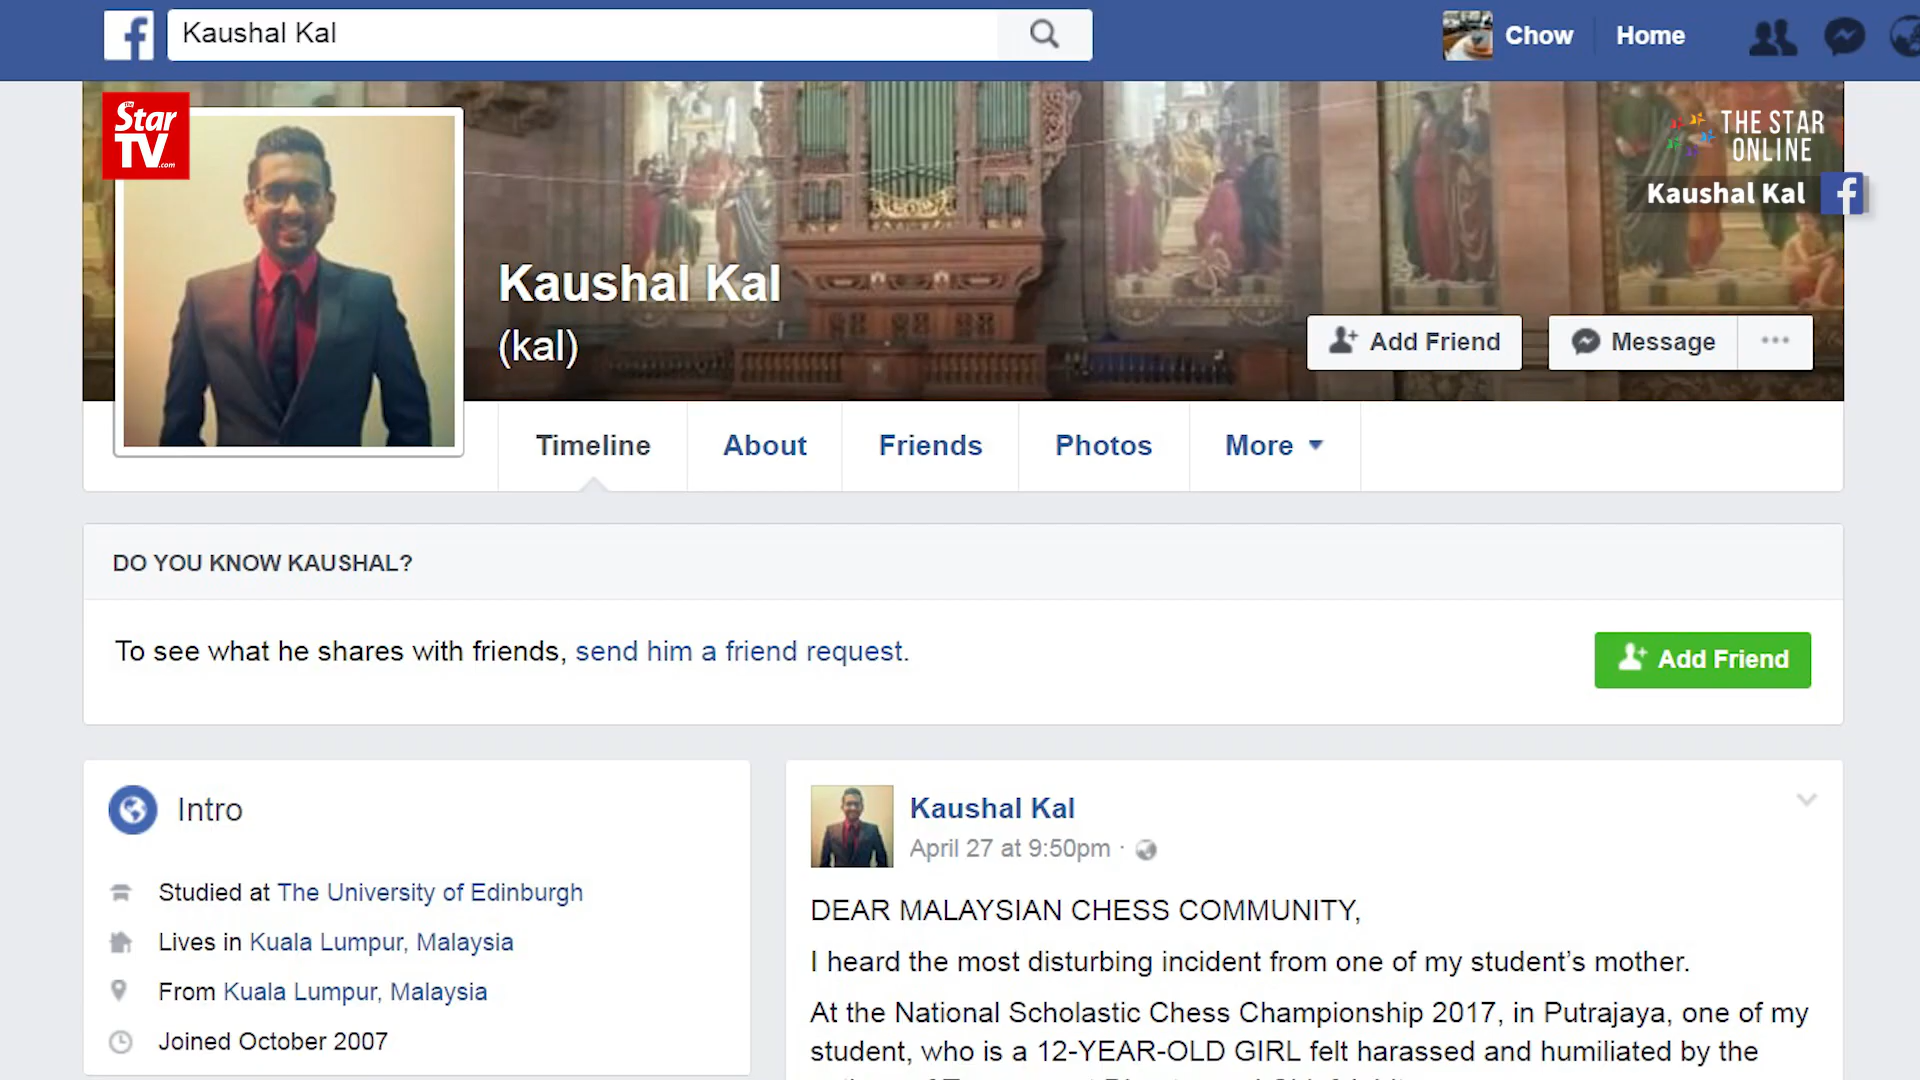 Kaushal Kal
Chow
Home
The Star TV.com
THE STAR
ONLINE
Kaushal Kal
Kaushal Kal
(kal)
Add Friend
Message
Timeline
About
Friends
Photos
More
DO YOU KNOW KAUSHAL?
To see what he shares with friends, send him a friend request.
Add Friend
Intro
Studied at The University of Edinburgh
Lives in Kuala Lumpur, Malaysia
From Kuala Lumpur, Malaysia
Joined October 2007
Kaushal Kal
April 27 at 9:50pm ·
DEAR MALAYSIAN CHESS COMMUNITY,
I heard the most disturbing incident from one of my student’s mother.
At the National Scholastic Chess Championship 2017, in Putrajaya, one of my
student, who is a 12-YEAR-OLD GIRL felt harassed and humiliated by the